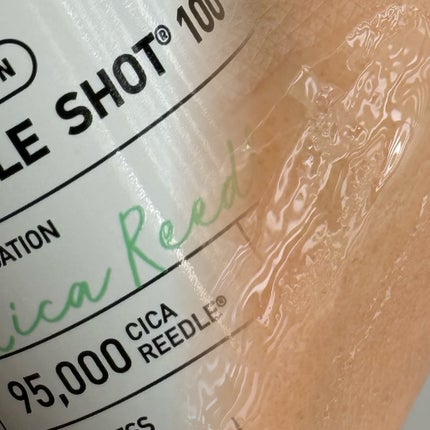 N
LE SHOT® 100
ATION
ica Reed
95,000 CICA
REEDLE®